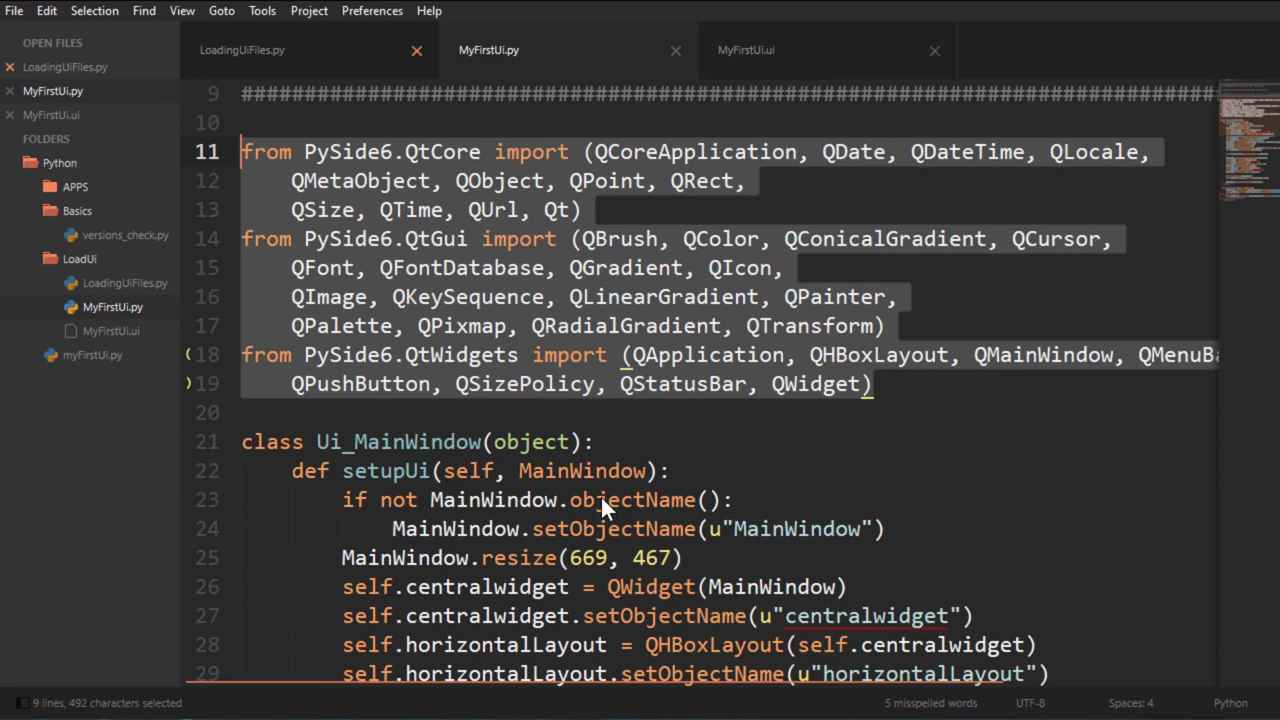 File Edit Selection Find View Goto Tools Project Preferences Help
OPEN FILES
LoadingUiFiles.py
MyFirstUi.py
MyFirstUi.ui
FOLDERS
Python
APPS
Basics
versions_check.py
LoadUi
LoadingUiFiles.py
MyFirstUi.py
MyFirstUi.ui
myFirstUi.py
LoadingUiFiles.py MyFirstUi.py MyFirstUi.ui
9 ##############################################################################
10
11 from PySide6.QtCore import (QCoreApplication, QDate, QDateTime, QLocale,
12 QMetaObject, QObject, QPoint, QRect,
13 QSize, QTime, QUrl, Qt)
14 from PySide6.QtGui import (QBrush, QColor, QConicalGradient, QCursor,
15 QFont, QFontDatabase, QGradient, QIcon,
16 QImage, QKeySequence, QLinearGradient, QPainter,
17 QPalette, QPixmap, QRadialGradient, QTransform)
18 from PySide6.QtWidgets import (QApplication, QHBoxLayout, QMainWindow, QMenuBa
19 QPushButton, QSizePolicy, QStatusBar, QWidget)
20
21 class Ui_MainWindow(object):
22 def setupUi(self, MainWindow):
23 if not MainWindow.objectName():
24 MainWindow.setObjectName(u"MainWindow")
25 MainWindow.resize(669, 467)
26 self.centralwidget = QWidget(MainWindow)
27 self.centralwidget.setObjectName(u"centralwidget")
28 self.horizontalLayout = QHBoxLayout(self.centralwidget)
29 self.horizontalLayout.setObjectName(u"horizontalLayout")
9 lines, 492 characters selected 5 misspelled words UTF-8 Spaces: 4 Python